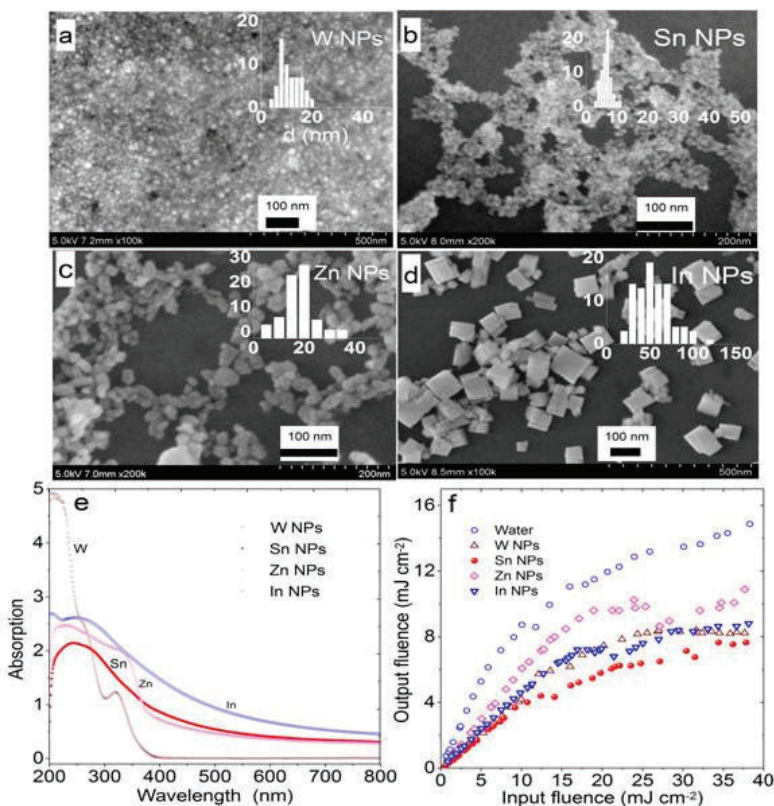 a
W NPs
20
10
0
0 20 40
d (nm)
100 nm
5.0kV 7.2mm x100k 500nm
b
Sn NPs
20
10
0
0 10 20 30 40 50
100 nm
5.0kV 8.0mm x200k 200nm
c
Zn NPs
30
20
10
0
0 20 40
100 nm
5.0kV 7.0mm x200k 200nm
d
In NPs
20
10
0
0 50 100 150
100 nm
5.0kV 8.5mm x100k 500nm
e
5
4
3
2
1
0
Absorption
W
Sn
Zn
In
W NPs
Sn NPs
Zn NPs
In NPs
200 300 400 500 600 700 800
Wavelength (nm)
f
16
12
8
4
0
Output fluence (mJ cm-2)
Water
W NPs
Sn NPs
Zn NPs
In NPs
0 5 10 15 20 25 30 35 40
Input fluence (mJ cm-2)